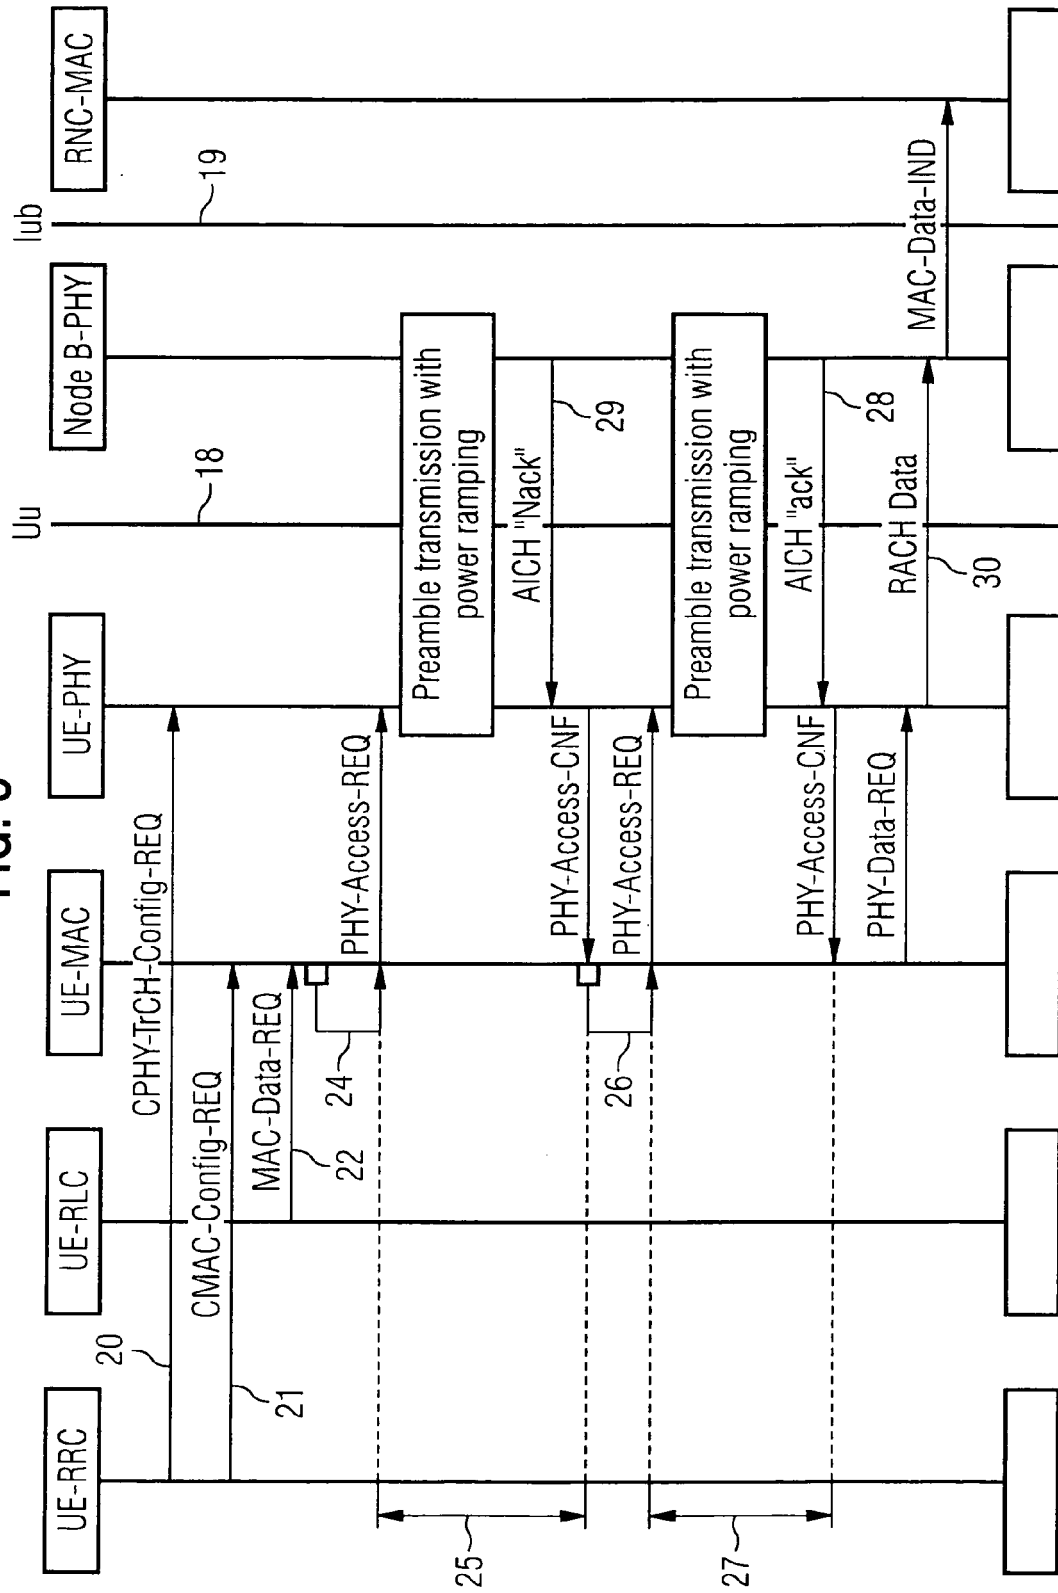 UE-RRC
UE-RLC
UE-MAC
UE-PHY
Uu
Node B-PHY
Iub
RNC-MAC
18
19
20
CPHY-TrCH-Config-REQ
CMAC-Config-REQ
21
MAC-Data-REQ
22
24
PHY-Access-REQ
Preamble transmission with
power ramping
25
AICH "Nack"
29
PHY-Access-CNF
26
PHY-Access-REQ
Preamble transmission with
power ramping
27
AICH "ack"
28
PHY-Access-CNF
PHY-Data-REQ
RACH Data
30
MAC-Data-IND